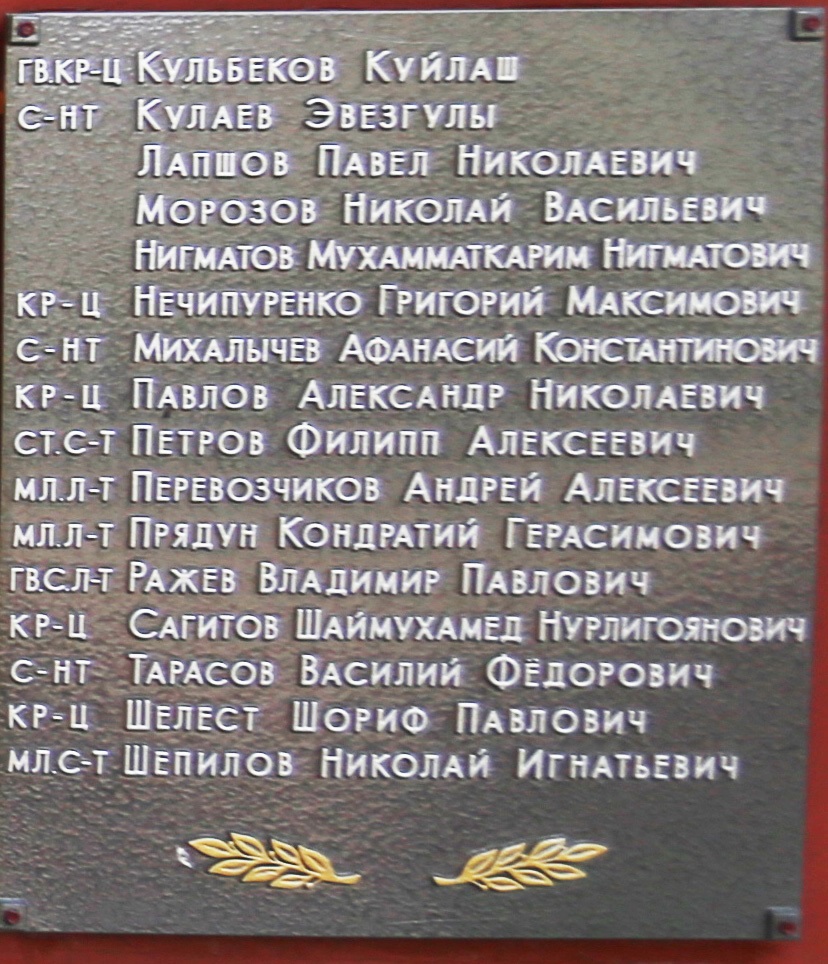 ГВ.КР-Ц КУЛЬБЕКОВ КУЙЛАШ
С-НТ КУЛАЕВ ЭВЕЗГУЛЫ
ЛАПШОВ ПАВЕЛ НИКОЛАЕВИЧ
МОРОЗОВ НИКОЛАЙ ВАСИЛЬЕВИЧ
НИГМАТОВ МУХАММАТКАРИМ НИГМАТОВИЧ
КР-Ц НЕЧИПУРЕНКО ГРИГОРИЙ МАКСИМОВИЧ
С-НТ МИХАЛЫЧЕВ АФАНАСИЙ КОНСТАНТИНОВИЧ
КР-Ц ПАВЛОВ АЛЕКСАНДР НИКОЛАЕВИЧ
СТ.С-Т ПЕТРОВ ФИЛИПП АЛЕКСЕЕВИЧ
МЛ.Л-Т ПЕРЕВОЗЧИКОВ АНДРЕЙ АЛЕКСЕЕВИЧ
МЛ.Л-Т ПРЯДУН КОНДРАТИЙ ГЕРАСИМОВИЧ
ГВ.С.Л-Т РАЖЕВ ВЛАДИМИР ПАВЛОВИЧ
КР-Ц САГИТОВ ШАЙМУХАМЕД НУРЛИГОЯНОВИЧ
С-НТ ТАРАСОВ ВАСИЛИЙ ФЁДОРОВИЧ
КР-Ц ШЕЛЕСТ ШОРИФ ПАВЛОВИЧ
МЛ.С-Т ШЕПИЛОВ НИКОЛАЙ ИГНАТЬЕВИЧ